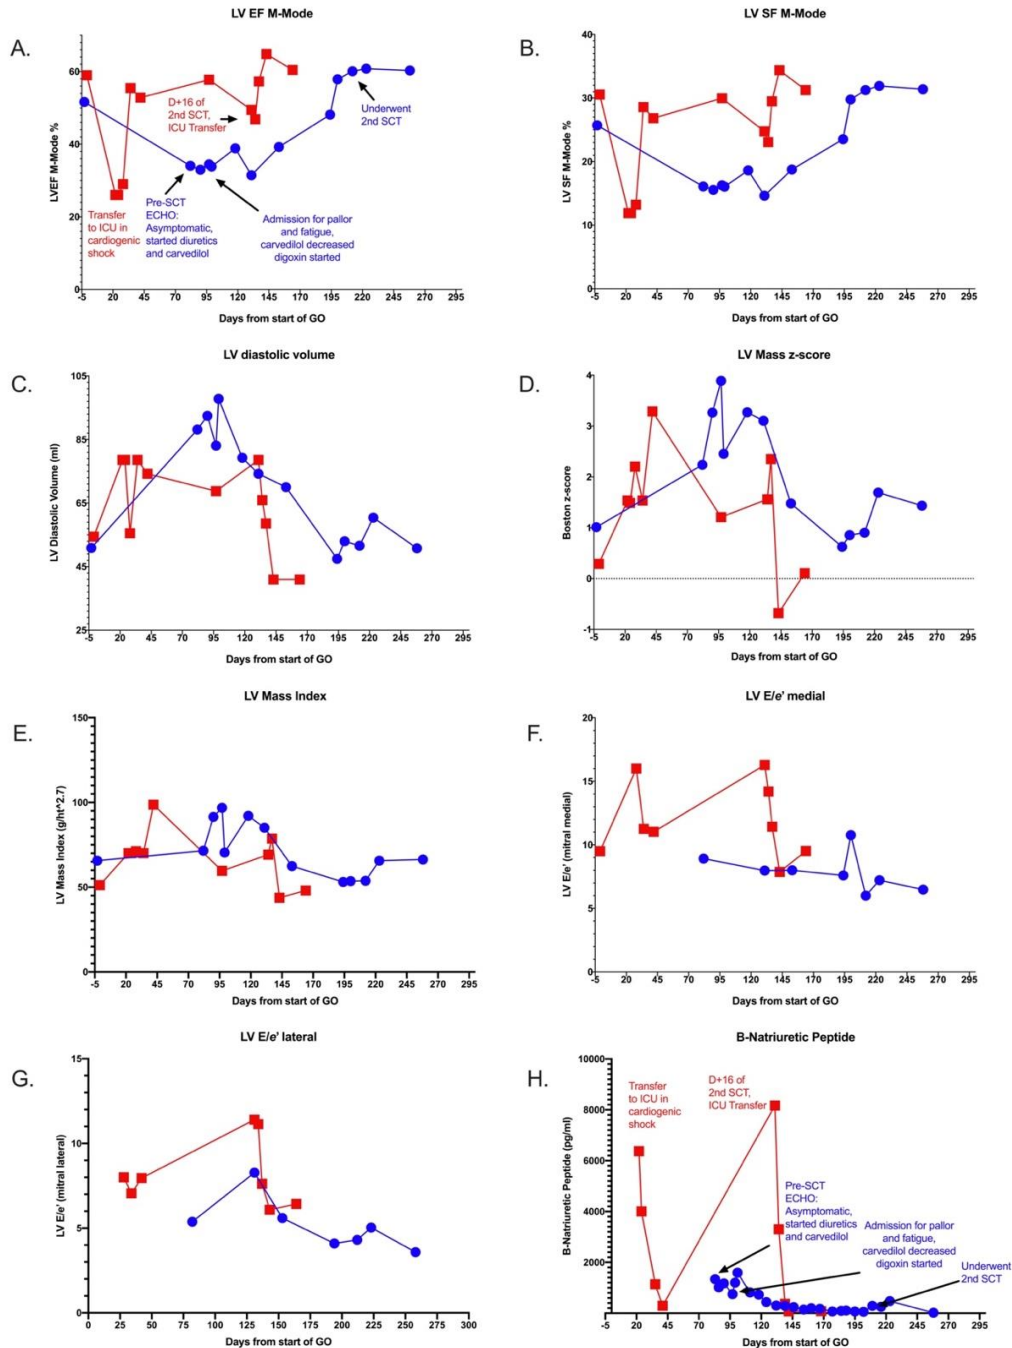 LV EF M-Mode
A.
LVEF M-Mode %
60
40
20
0
-5 20 45 70 95 120 145 170 195 220 245 270 295
Days from start of GO
D+16 of
2nd SCT,
ICU Transfer
Underwent
2nd SCT
Transfer
to ICU in
cardiogenic
shock
Pre-SCT
ECHO:
Asymptomatic,
started diuretics
and carvedilol
Admission for pallor
and fatigue,
carvedilol decreased
digoxin started
LV SF M-Mode
B.
LV SF M-Mode %
40
30
20
10
0
-5 20 45 70 95 120 145 170 195 220 245 270 295
Days from start of GO
LV diastolic volume
C.
LV Diastolic Volume (ml)
105
85
65
45
25
-5 20 45 70 95 120 145 170 195 220 245 270 295
Days from start of GO
LV Mass z-score
D.
Boston z-score
4
3
2
1
0
-1
-5 20 45 70 95 120 145 170 195 220 245 270 295
Days from start of GO
LV Mass Index
E.
LV Mass Index (g/ht^2.7)
150
100
50
0
-5 20 45 70 95 120 145 170 195 220 245 270 295
Days from start of GO
LV E/e' medial
F.
LV E/e' (mitral medial)
20
15
10
5
0
-5 20 45 70 95 120 145 170 195 220 245 270 295
Days from start of GO
LV E/e' lateral
G.
LV E/e' (mitral lateral)
15
10
5
0
0 25 50 75 100 125 150 175 200 225 250 275 300
Days from start of GO
B-Natriuretic Peptide
H.
B-Natriuretic Peptide (pg/ml)
10000
8000
6000
4000
2000
-5 20 45 70 95 120 145 170 195 220 245 270 295
Days from start of GO
Transfer
to ICU in
cardiogenic
shock
D+16 of
2nd SCT,
ICU Transfer
Pre-SCT
ECHO:
Asymptomatic,
started diuretics
and carvedilol
Admission for pallor
and fatigue,
carvedilol decreased
digoxin started
Underwent
2nd SCT